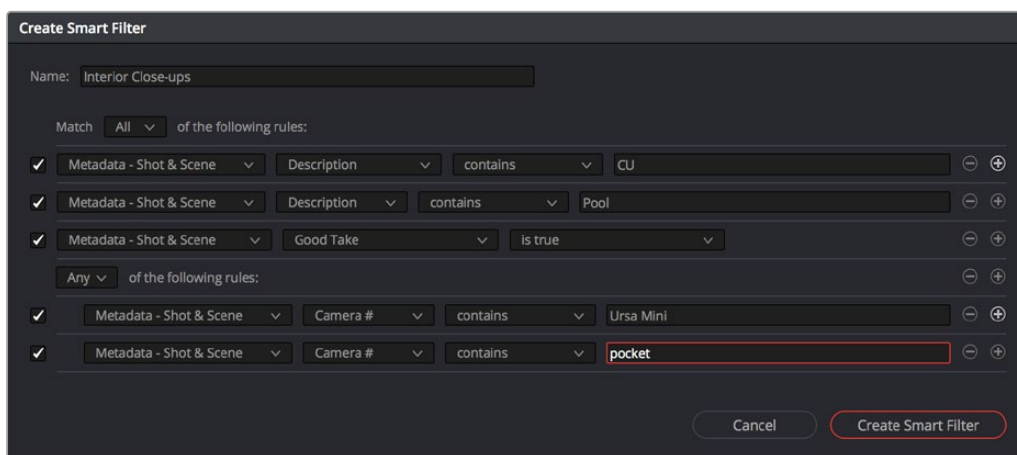 Create Smart Filter
Name: Interior Close-ups
Match All of the following rules:
Metadata - Shot & Scene Description contains CU
Metadata - Shot & Scene Description contains Pool
Metadata - Shot & Scene Good Take is true
Any of the following rules:
Metadata - Shot & Scene Camera # contains Ursa Mini
Metadata - Shot & Scene Camera # contains pocket
Cancel Create Smart Filter